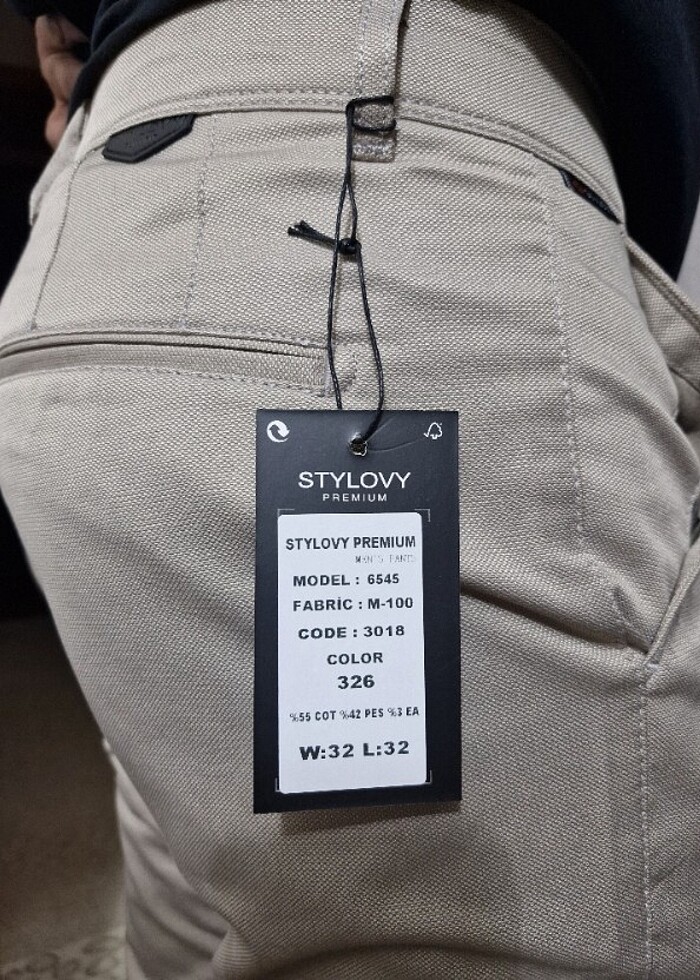 STYLOVY
PREMIUM
STYLOVY PREMIUM
MEN'S PANTS
MODEL : 6545
FABRİC : M-100
CODE : 3018
COLOR
326
%55 COT %42 PES %3 EA
W:32 L:32